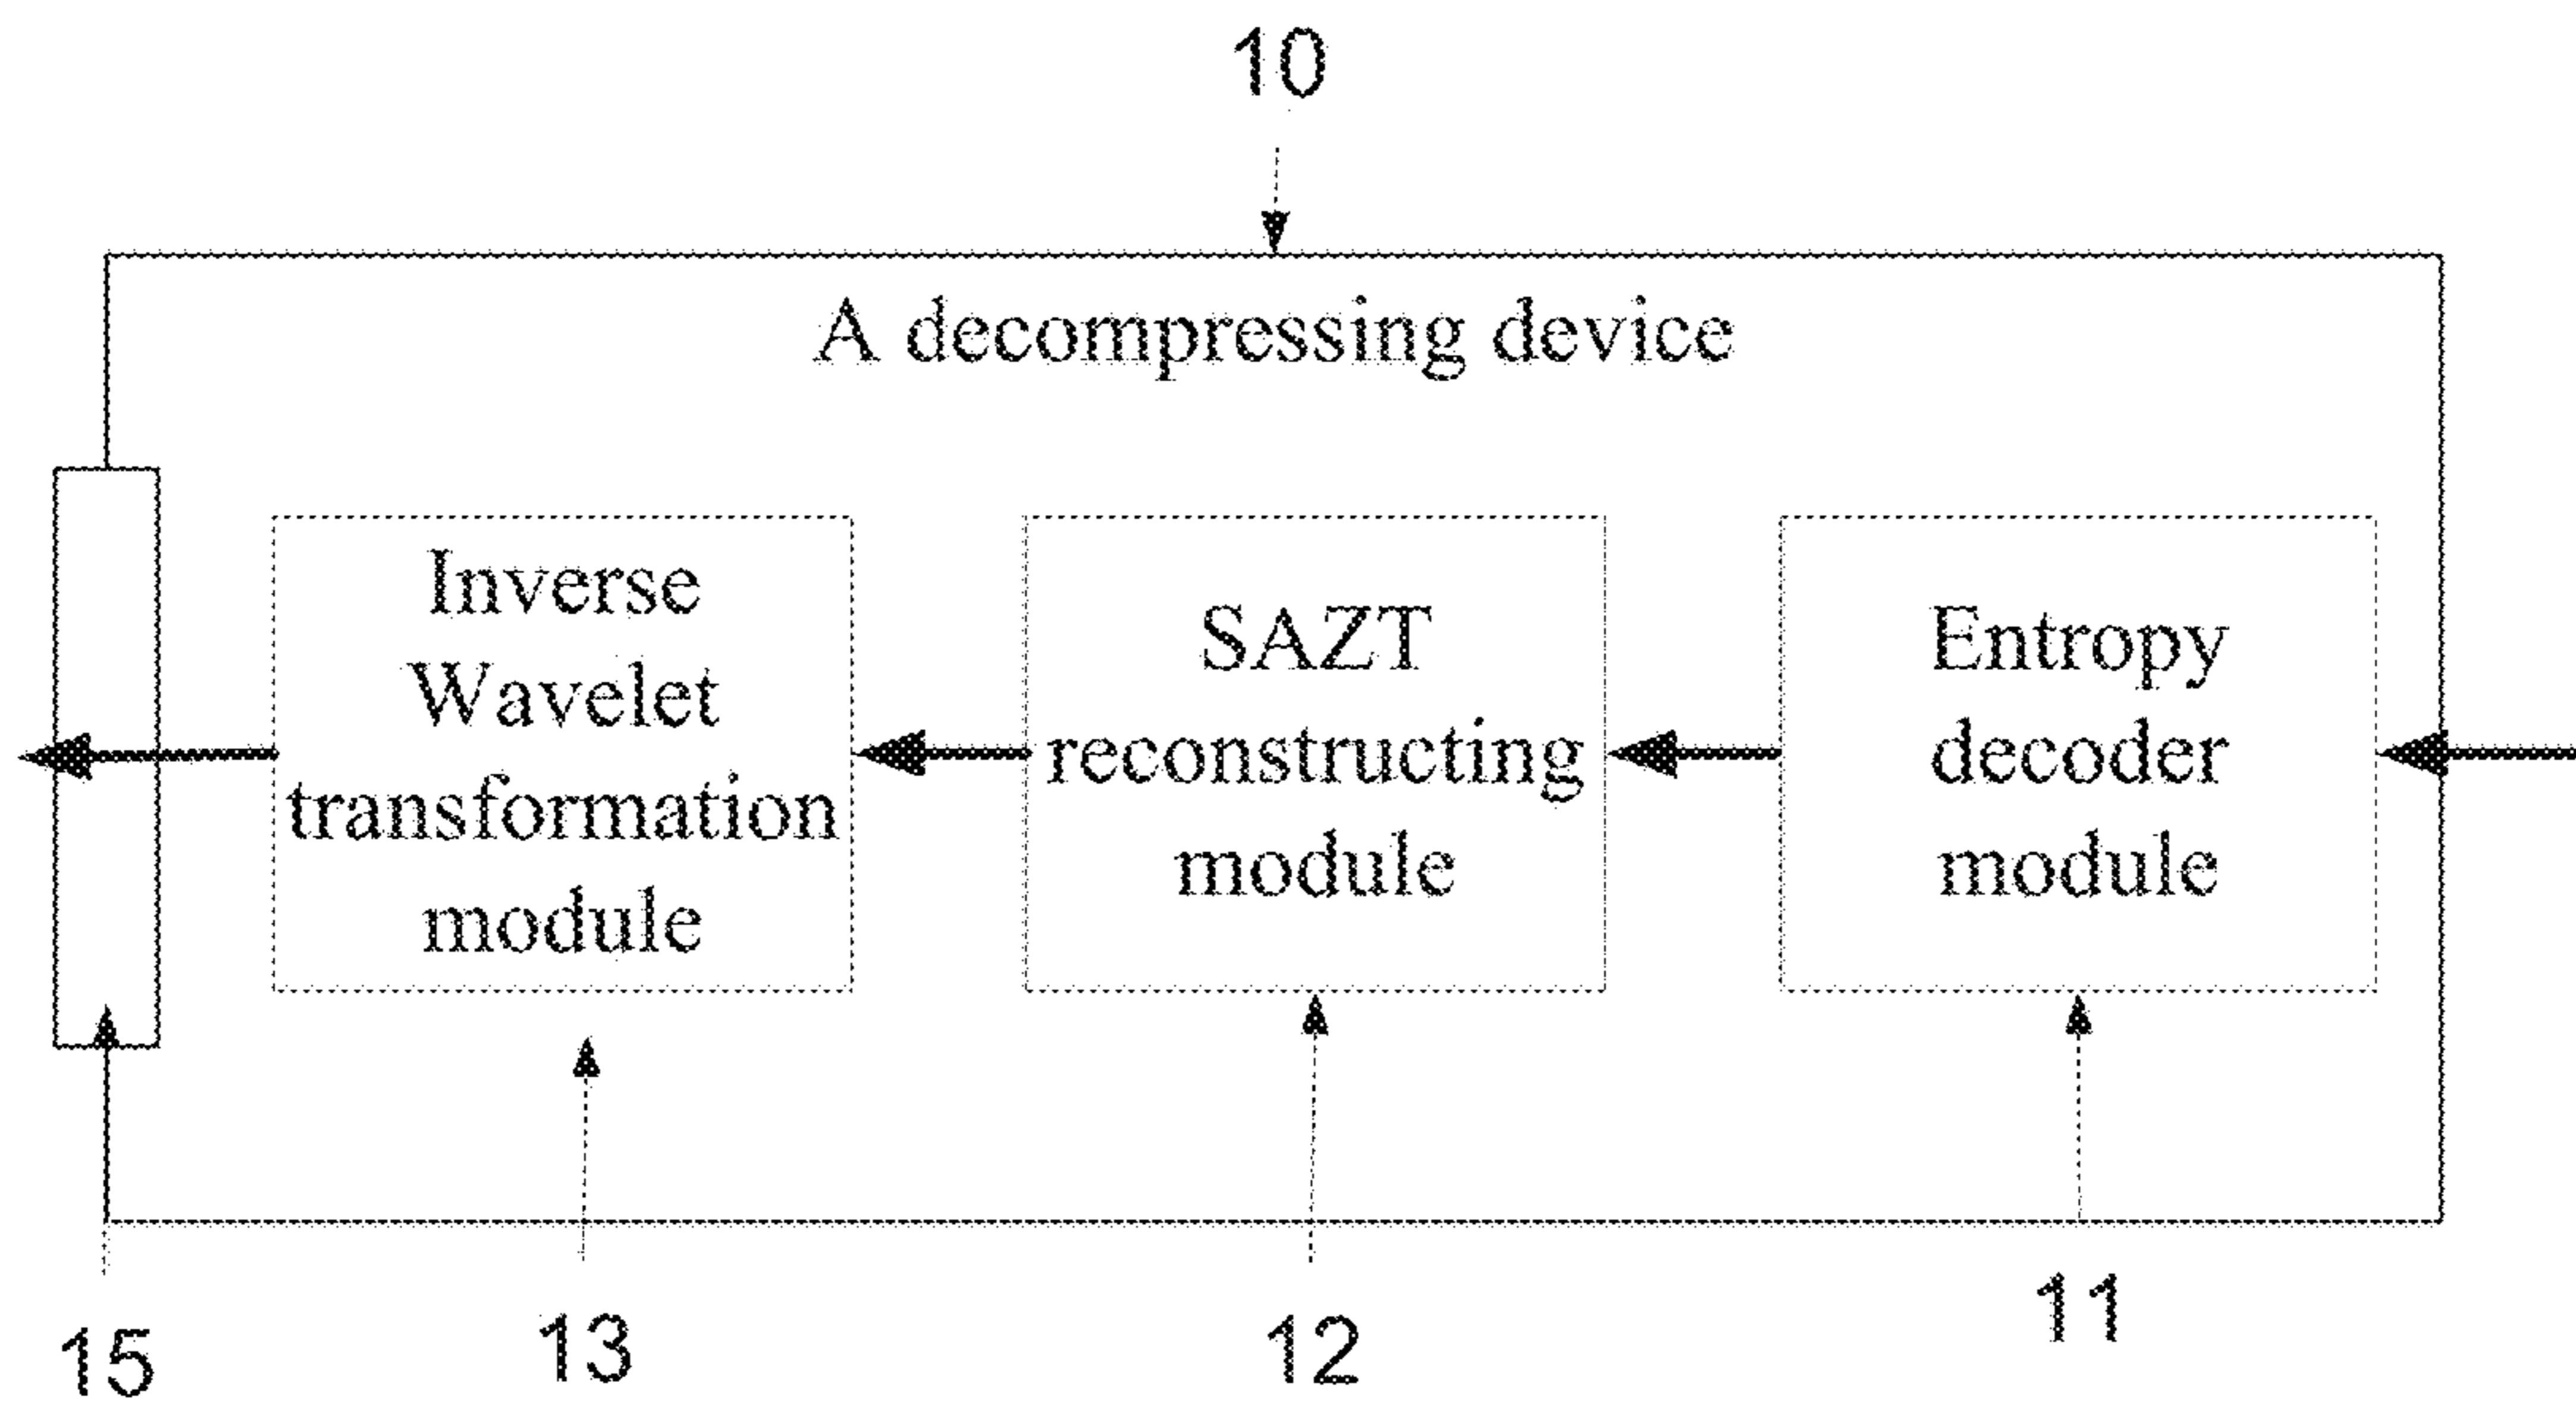 10
A decompressing device
Inverse
Wavelet
transformation
module
SAZT
reconstructing
module
Entropy
decoder
module
15
13
12
11